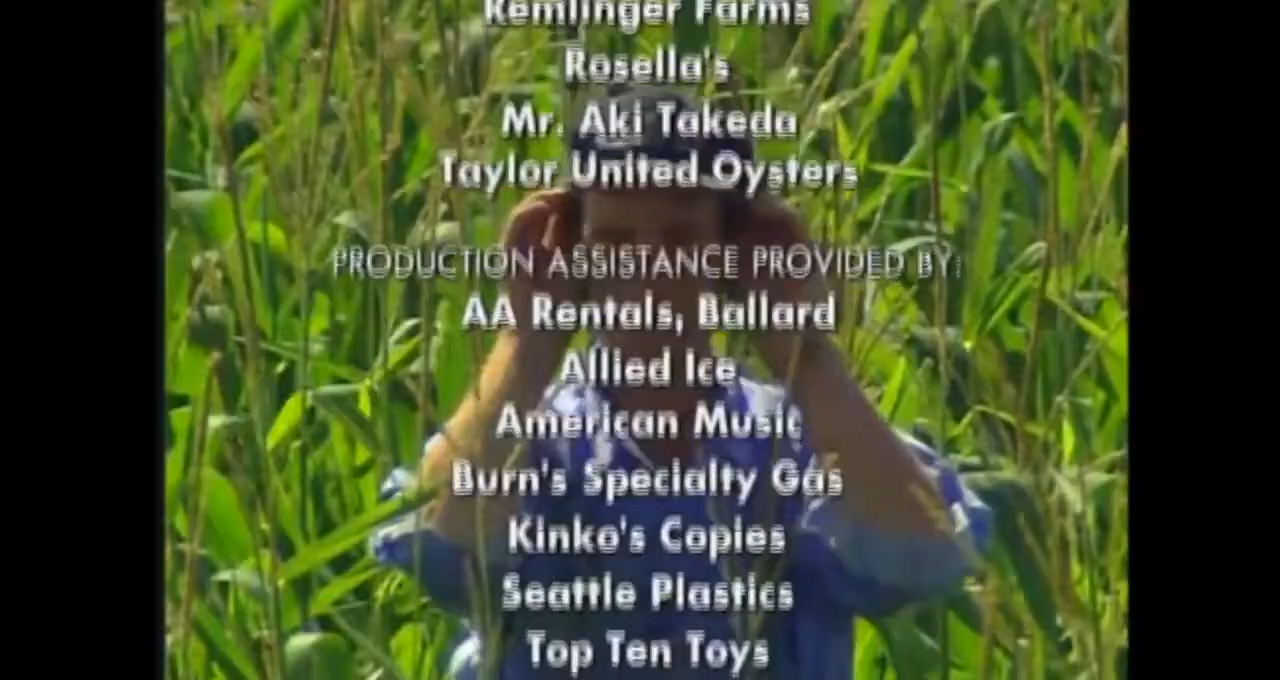 Remlinger Farms
Rosella's
Mr. Aki Takeda
Taylor United Oysters
PRODUCTION ASSISTANCE PROVIDED BY:
AA Rentals, Ballard
Allied Ice
American Music
Burn's Specialty Gas
Kinko's Copies
Seattle Plastics
Top Ten Toys